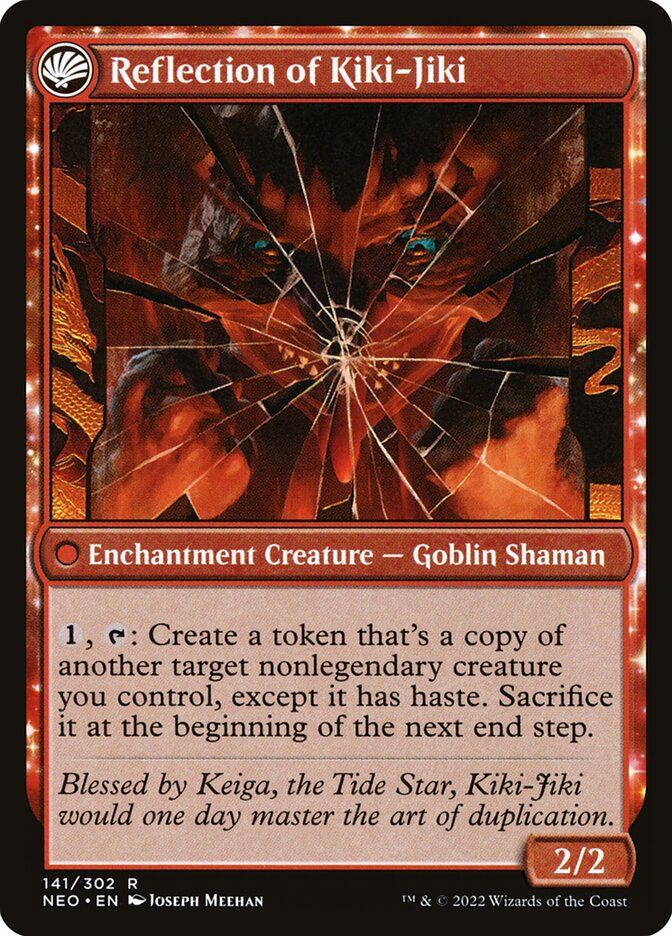 Reflection of Kiki-Jiki
Enchantment Creature — Goblin Shaman
1, : Create a token that's a copy of
another target nonlegendary creature
you control, except it has haste. Sacrifice
it at the beginning of the next end step.
Blessed by Keiga, the Tide Star, Kiki-Jiki
would one day master the art of duplication.
2/2
141/302 R
NEO • EN Joseph Meehan
™ & © 2022 Wizards of the Coast